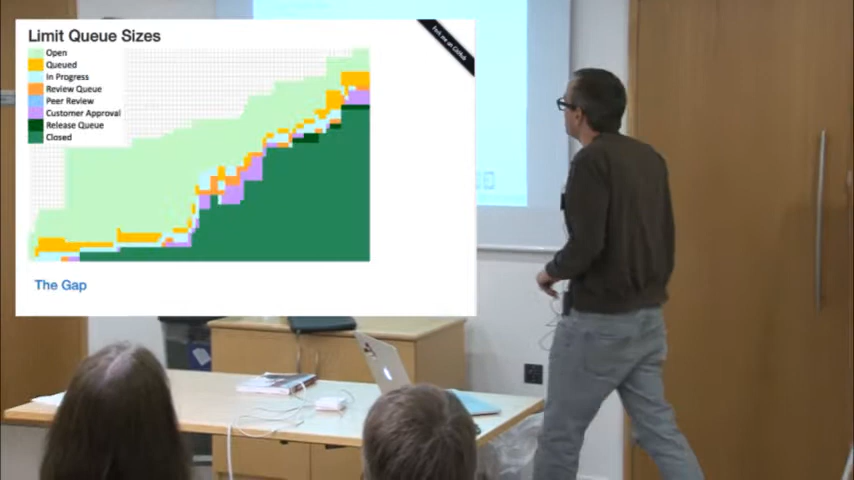 Limit Queue Sizes
Fork me on GitHub
Open
Queued
In Progress
Review Queue
Peer Review
Customer Approval
Release Queue
Closed
The Gap